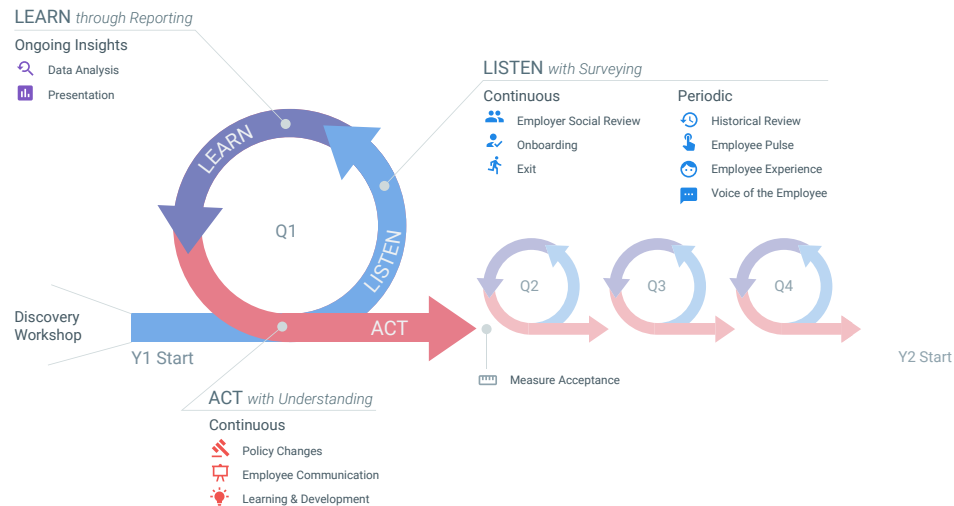 LEARN through Reporting
Ongoing Insights
Data Analysis
Presentation
LISTEN with Surveying
Continuous
Employer Social Review
Onboarding
Exit
Periodic
Historical Review
Employee Pulse
Employee Experience
Voice of the Employee
LEARN
Q1
LISTEN
ACT
Q2
Q3
Q4
Discovery
Workshop
Y1 Start
Y2 Start
Measure Acceptance
ACT with Understanding
Continuous
Policy Changes
Employee Communication
Learning & Development